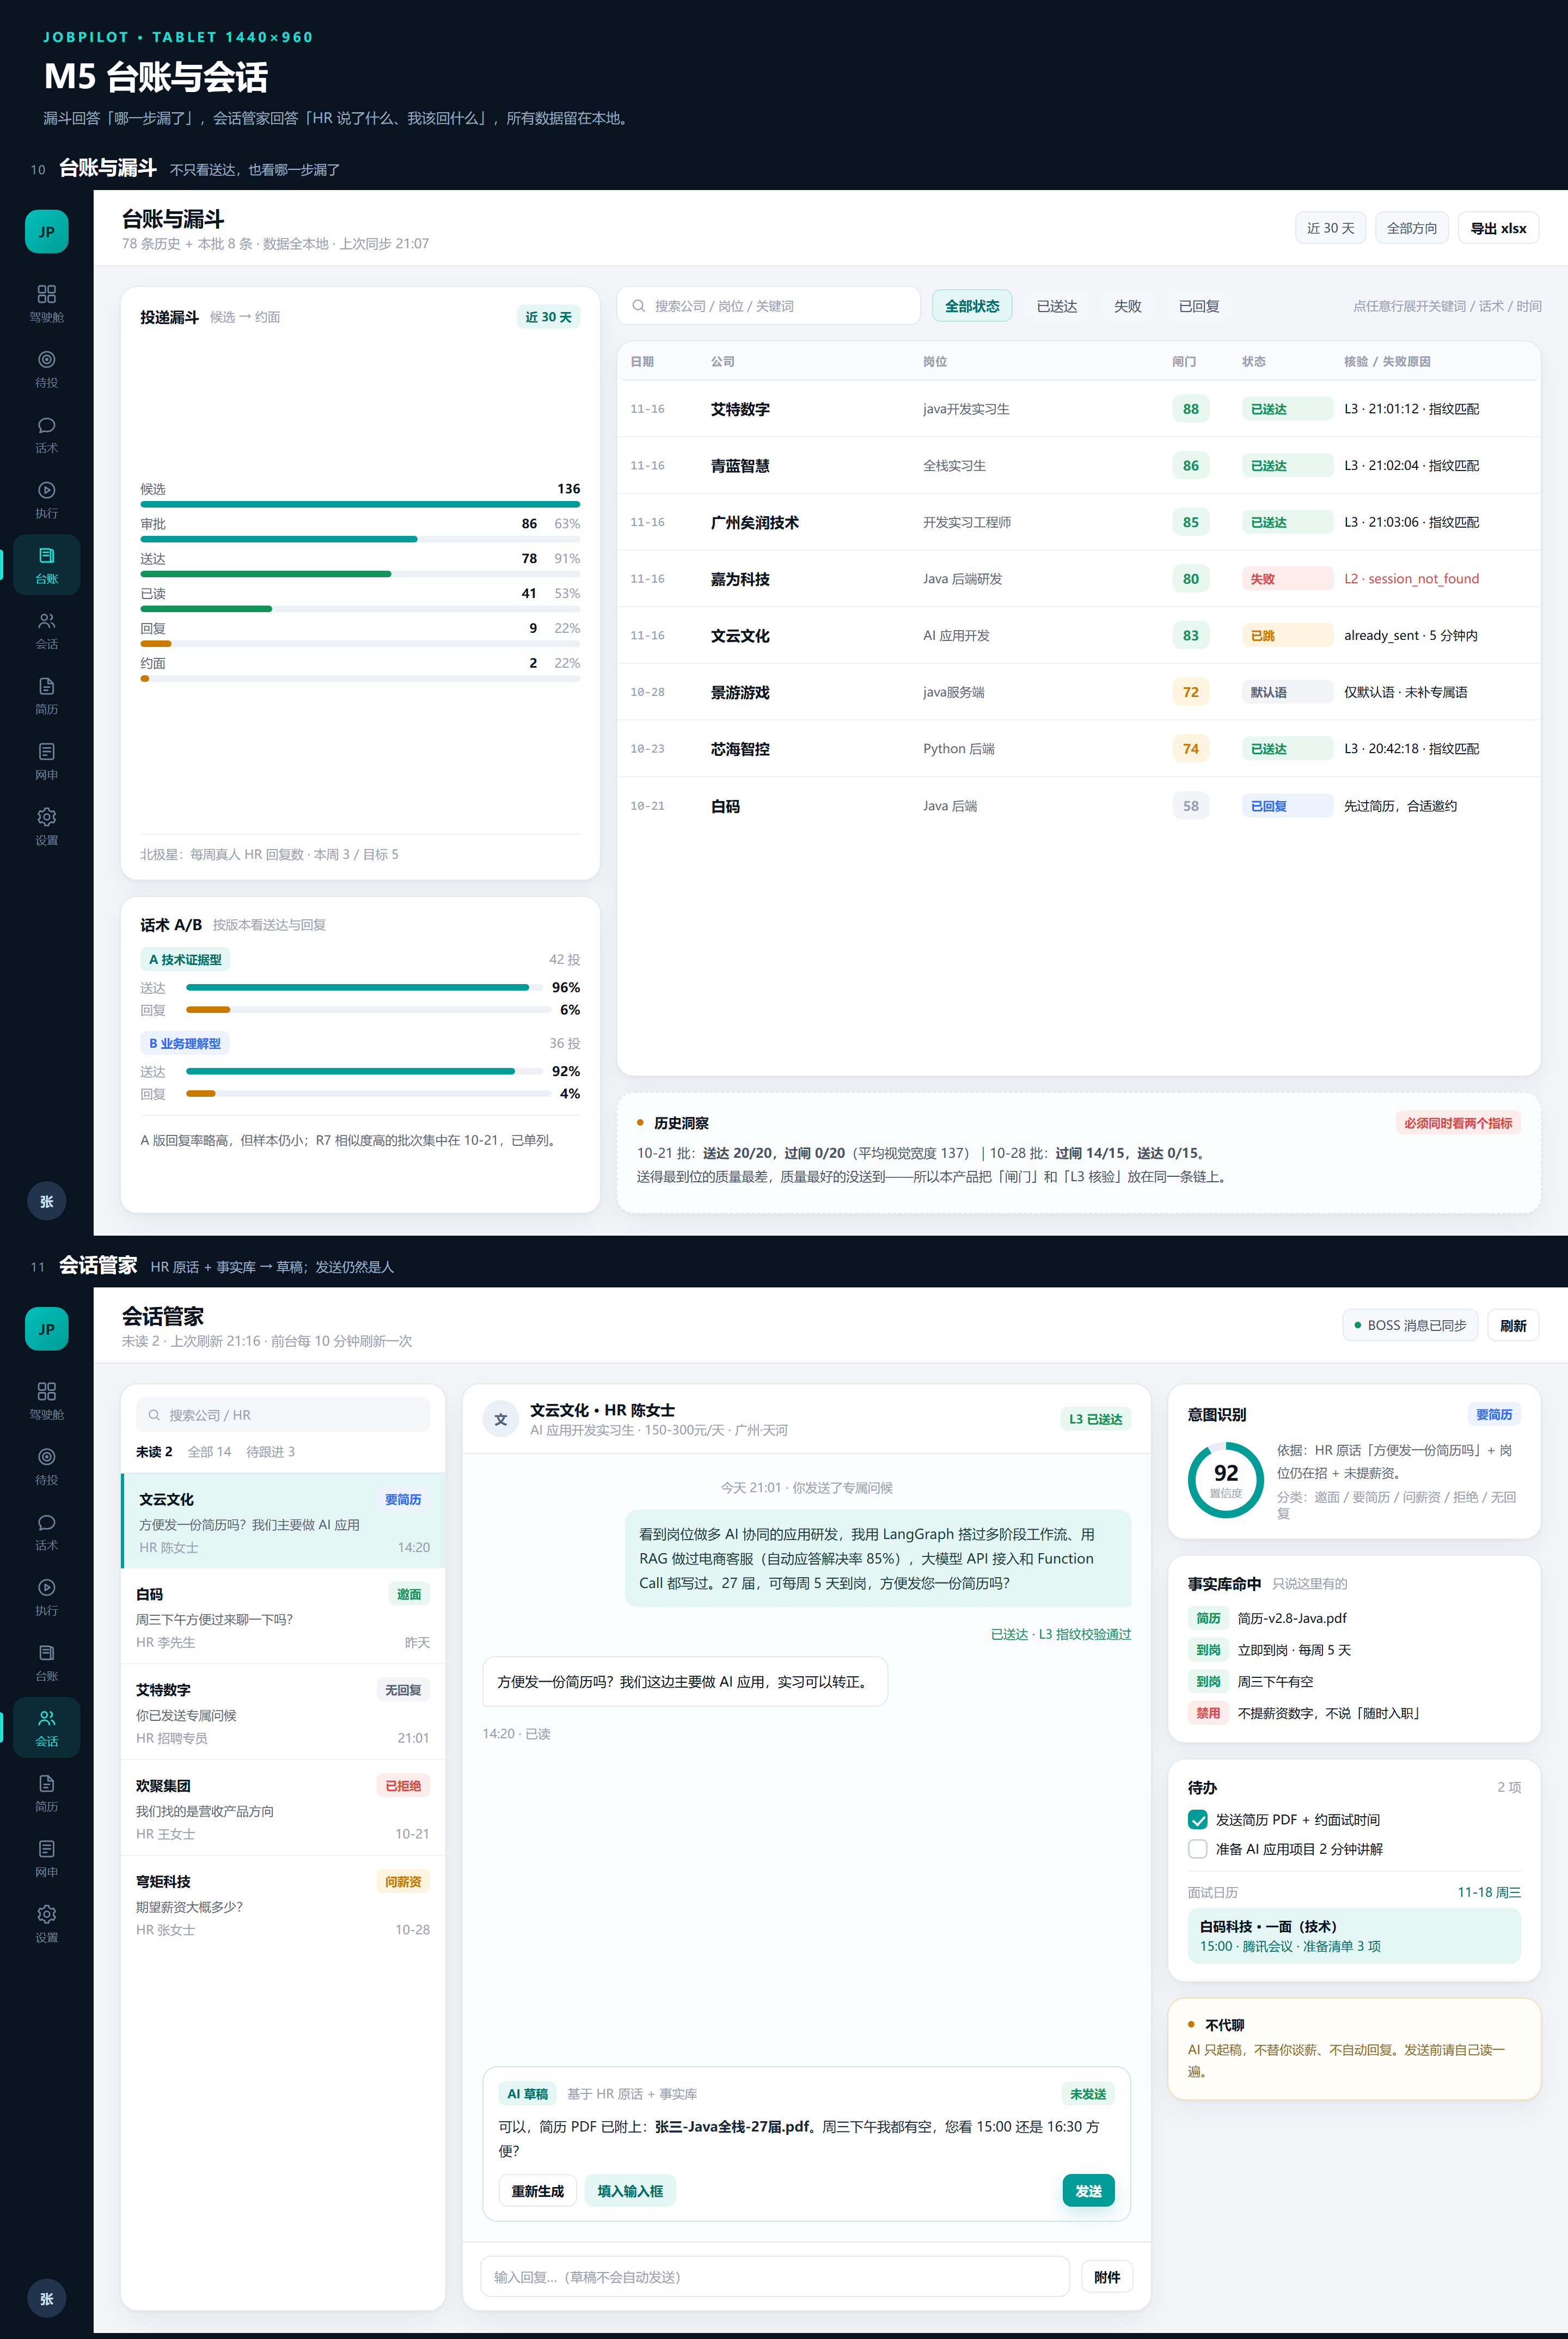 JOBPILOT • TABLET 1440×960
M5 台账与会话
漏斗回答「哪一步漏了」，会话管家回答「HR 说了什么、我该回什么」，所有数据留在本地。
10 台账与漏斗 不只看送达，也看哪一步漏了
JP
驾驶舱
待投
话术
执行
台账
会话
简历
网申
设置
张
台账与漏斗
78 条历史 + 本批 8 条 · 数据全本地 · 上次同步 21:07
近 30 天 全部方向 导出 xlsx
投递漏斗 候选 → 约面 近 30 天
候选 136
审批 86 63%
送达 78 91%
已读 41 53%
回复 9 22%
约面 2 22%
北极星：每周真人 HR 回复数 · 本周 3 / 目标 5
话术 A/B 按版本看送达与回复
A 技术证据型 42 投
送达 96%
回复 6%
B 业务理解型 36 投
送达 92%
回复 4%
A 版回复率略高，但样本仍小；R7 相似度高的批次集中在 10-21，已单列。
搜索公司 / 岗位 / 关键词 全部状态 已送达 失败 已回复 点任意行展开关键词 / 话术 / 时间
日期 公司 岗位 闸门 状态 核验 / 失败原因
11-16 艾特数字 java开发实习生 88 已送达 L3 · 21:01:12 · 指纹匹配
11-16 青蓝智慧 全栈实习生 86 已送达 L3 · 21:02:04 · 指纹匹配
11-16 广州矣润技术 开发实习工程师 85 已送达 L3 · 21:03:06 · 指纹匹配
11-16 嘉为科技 Java 后端研发 80 失败 L2 · session_not_found
11-16 文云文化 AI 应用开发 83 已跳 already_sent · 5 分钟内
10-28 景游游戏 java服务端 72 默认语 仅默认语 · 未补专属语
10-23 芯海智控 Python 后端 74 已送达 L3 · 20:42:18 · 指纹匹配
10-21 白码 Java 后端 58 已回复 先过简历，合适邀约
历史洞察 必须同时看两个指标
10-21 批：送达 20/20，过闸 0/20（平均视觉宽度 137）｜10-28 批：过闸 14/15，送达 0/15。
送得最到位的质量最差，质量最好的没送到——所以本产品把「闸门」和「L3 核验」放在同一条链上。
11 会话管家 HR 原话 + 事实库 → 草稿；发送仍然是人
JP
驾驶舱
待投
话术
执行
台账
会话
简历
网申
设置
张
会话管家
未读 2 · 上次刷新 21:16 · 前台每 10 分钟刷新一次
BOSS 消息已同步 刷新
搜索公司 / HR
未读 2 全部 14 待跟进 3
文云文化 要简历
方便发一份简历吗？我们主要做 AI 应用
HR 陈女士 14:20
白码 邀面
周三下午方便过来聊一下吗？
HR 李先生 昨天
艾特数字 无回复
你已发送专属问候
HR 招聘专员 21:01
欢聚集团 已拒绝
我们找的是营收产品方向
HR 王女士 10-21
穹矩科技 问薪资
期望薪资大概多少？
HR 张女士 10-28
文 文云文化 • HR 陈女士 L3 已送达
AI 应用开发实习生 · 150-300元/天 · 广州·天河
今天 21:01 · 你发送了专属问候
看到岗位做多 AI 协同的应用研发，我用 LangGraph 搭过多阶段工作流、用
RAG 做过电商客服（自动应答解决率 85%），大模型 API 接入和 Function
Call 都写过。27 届，可每周 5 天到岗，方便发您一份简历吗？
已送达 · L3 指纹校验通过
方便发一份简历吗？我们这边主要做 AI 应用，实习可以转正。
14:20 · 已读
AI 草稿 基于 HR 原话 + 事实库 未发送
可以，简历 PDF 已附上：张三-Java全栈-27届.pdf。周三下午我都有空，您看 15:00 还是 16:30 方
便？
重新生成 填入输入框 发送
输入回复…（草稿不会自动发送） 附件
意图识别 要简历
92
置信度
依据：HR 原话「方便发一份简历吗」+ 岗
位仍在招 + 未提薪资。
分类：邀面 / 要简历 / 问薪资 / 拒绝 / 无回
复
事实库命中 只说这里有的
简历 简历-v2.8-Java.pdf
到岗 立即到岗 · 每周 5 天
到岗 周三下午有空
禁用 不提薪资数字，不说「随时入职」
待办 2 项
发送简历 PDF + 约面试时间
准备 AI 应用项目 2 分钟讲解
面试日历 11-18 周三
白码科技 • 一面（技术）
15:00 · 腾讯会议 · 准备清单 3 项
不代聊
AI 只起稿，不替你谈薪、不自动回复。发送前请自己读一
遍。